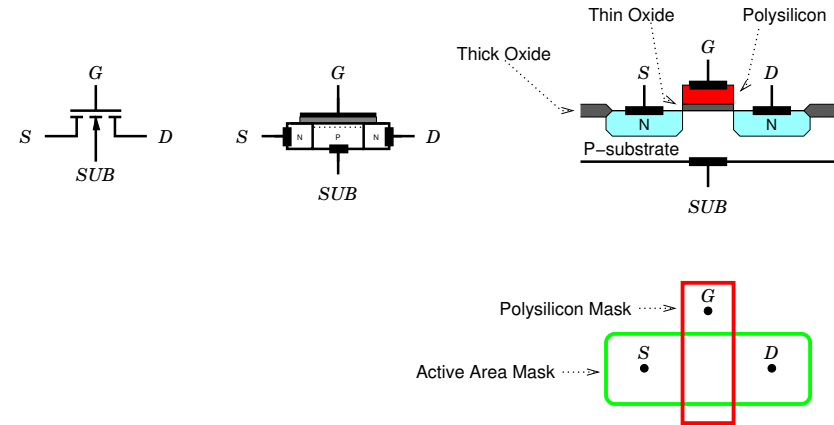 G
S
D
SUB
G
S
N
P
N
D
SUB
Thin Oxide
Polysilicon
Thick Oxide
G
S
D
N
N
P−substrate
SUB
Polysilicon Mask
G
Active Area Mask
S
D